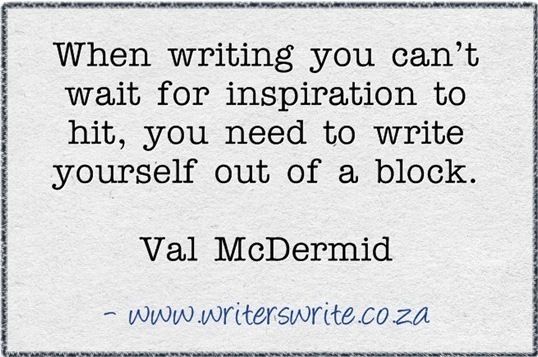 When writing you can't
wait for inspiration to
hit, you need to write
yourself out of a block.
Val McDermid
- www.writerswrite.co.za